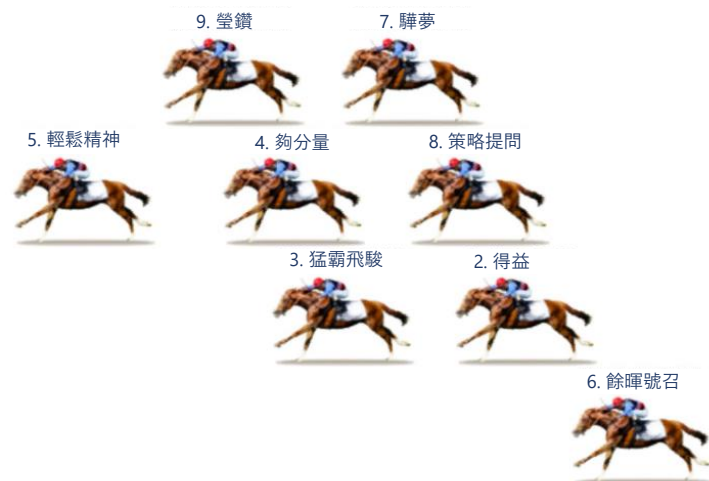 9. 瑩鑽
7. 驊夢
5. 輕鬆精神
4. 夠分量
8. 策略提問
3. 猛霸飛駿
2. 得益
6. 餘暉號召